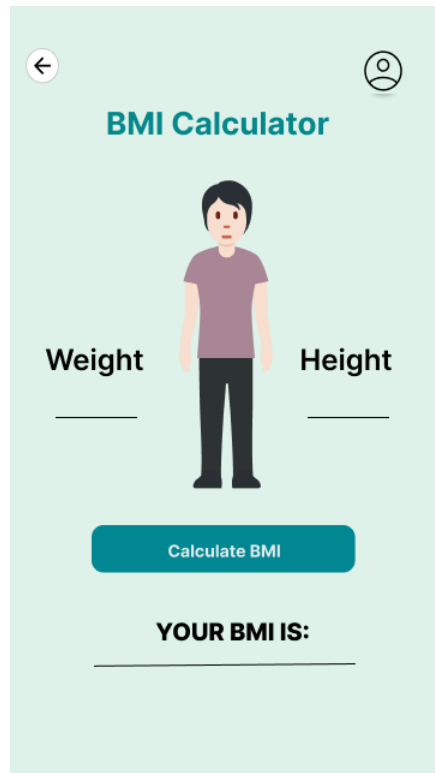 BMI Calculator
Weight
Height
Calculate BMI
YOUR BMI IS: